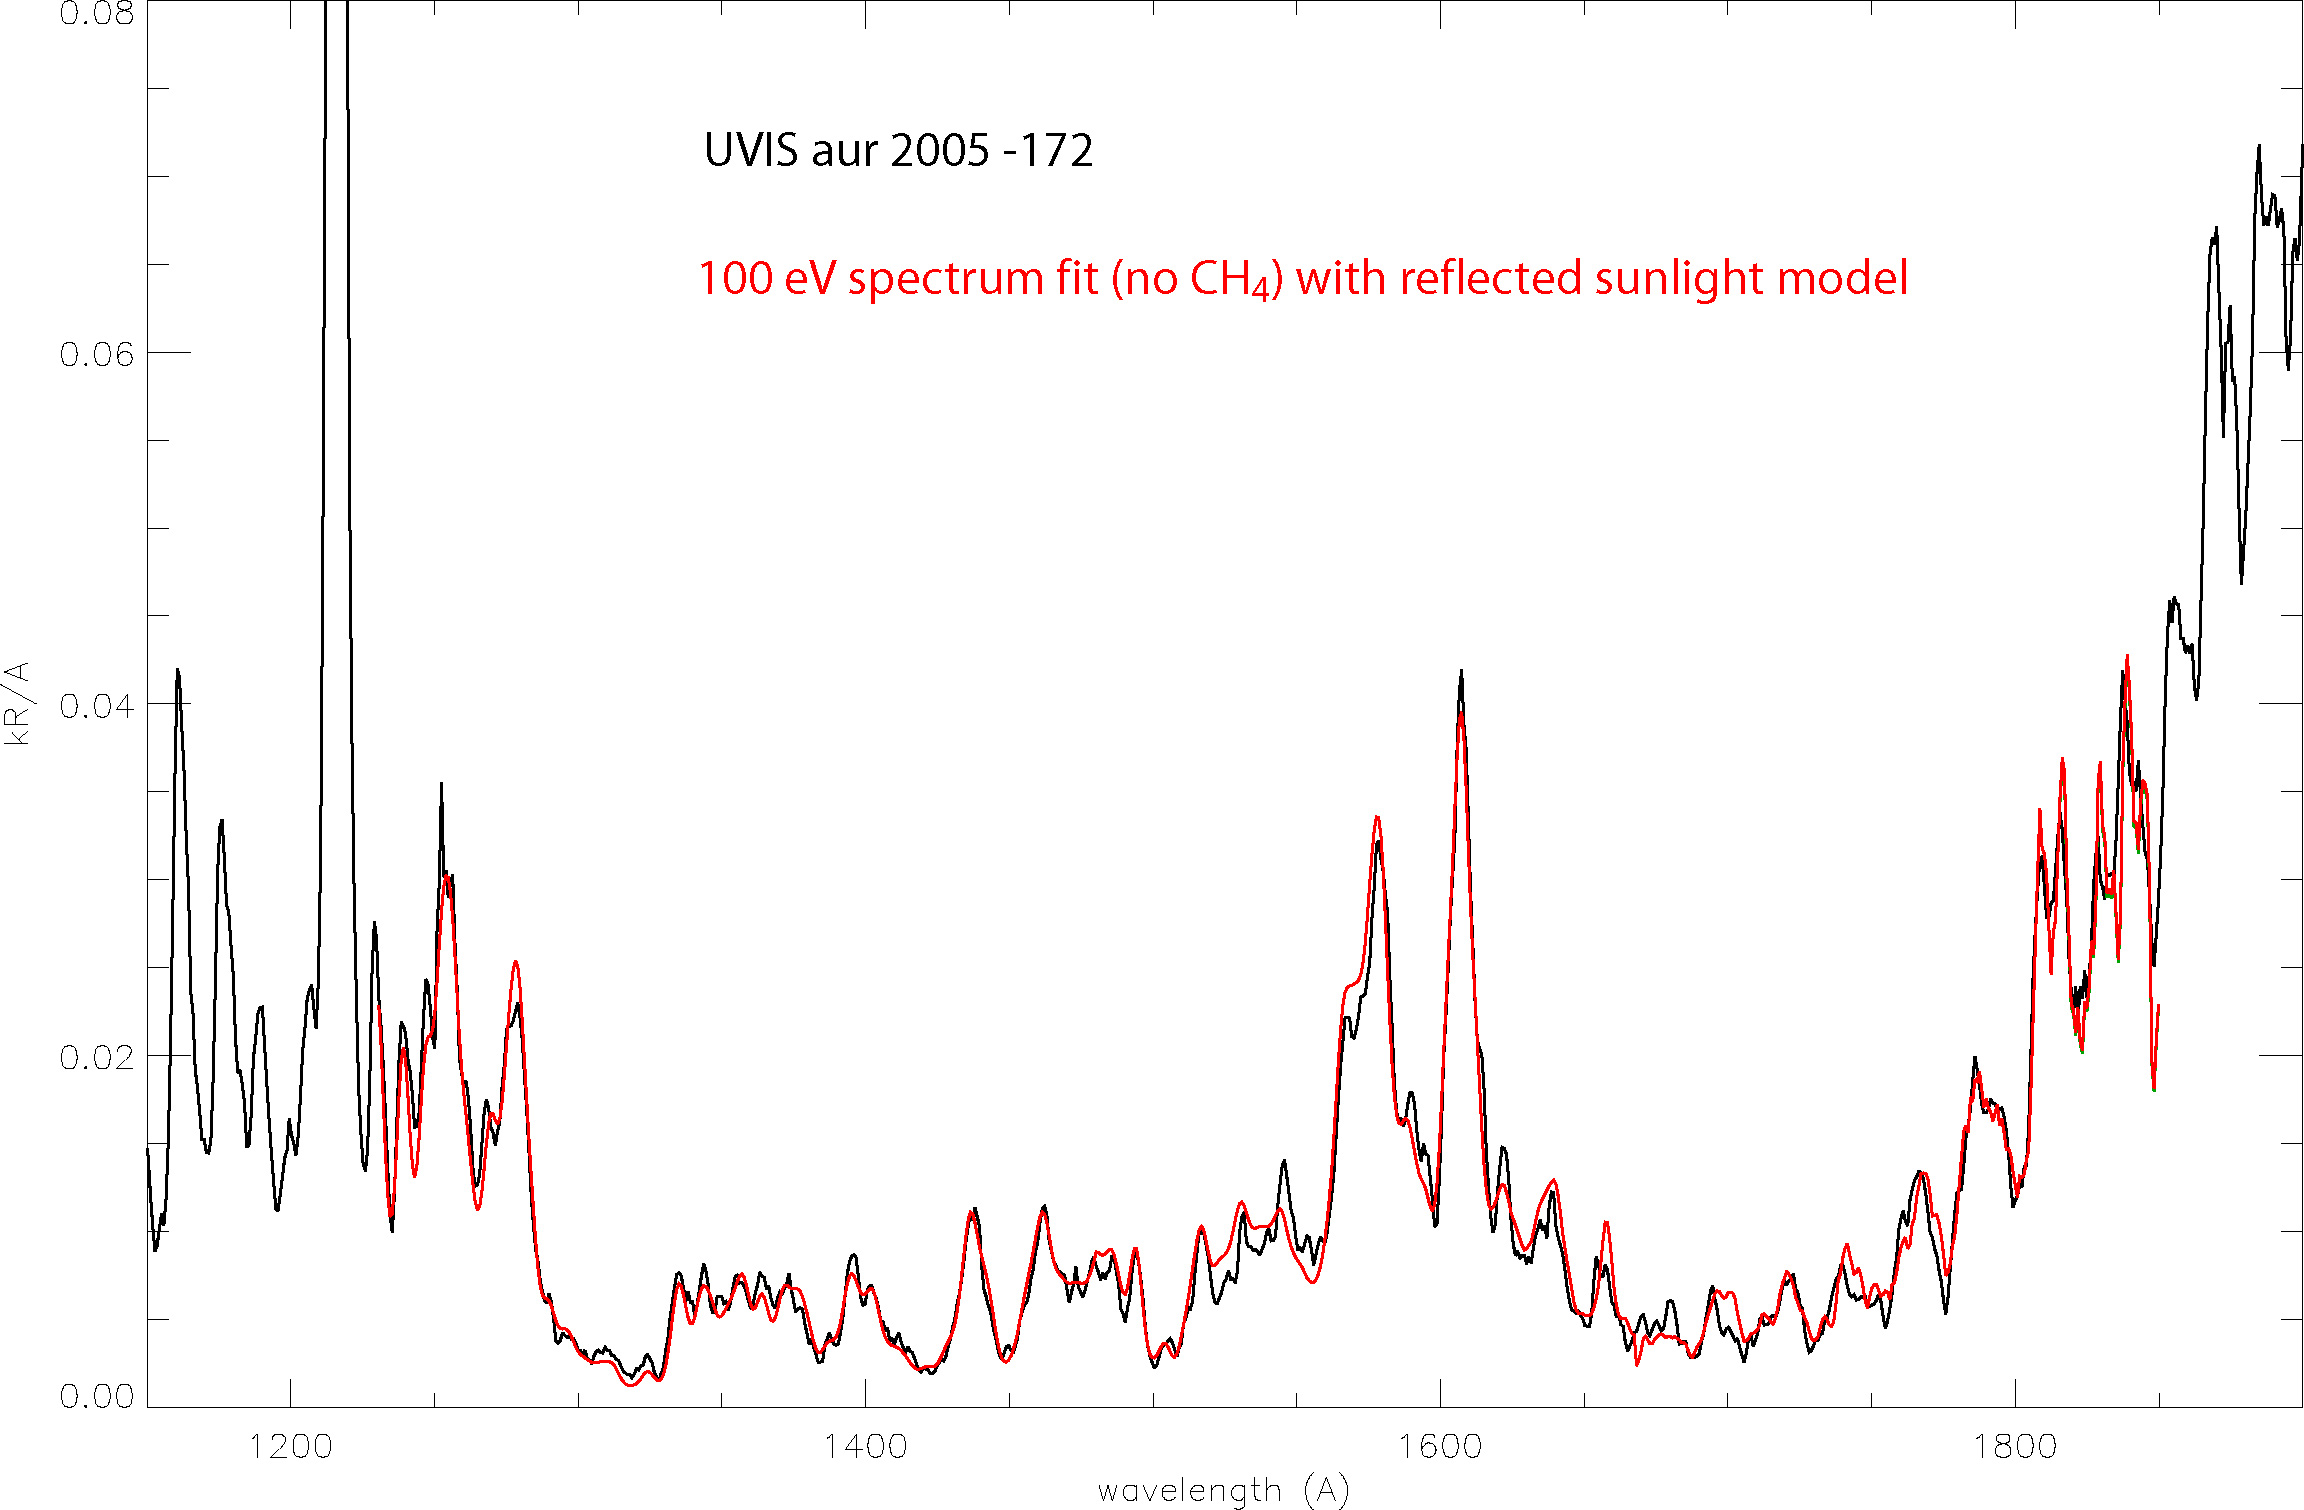 0.08
UVIS aur 2005 -172
100 eV spectrum fit (no CH₄) with reflected sunlight model
0.06
kR/A
0.04
0.02
0.00
1200 1400 1600 1800
wavelength (A)